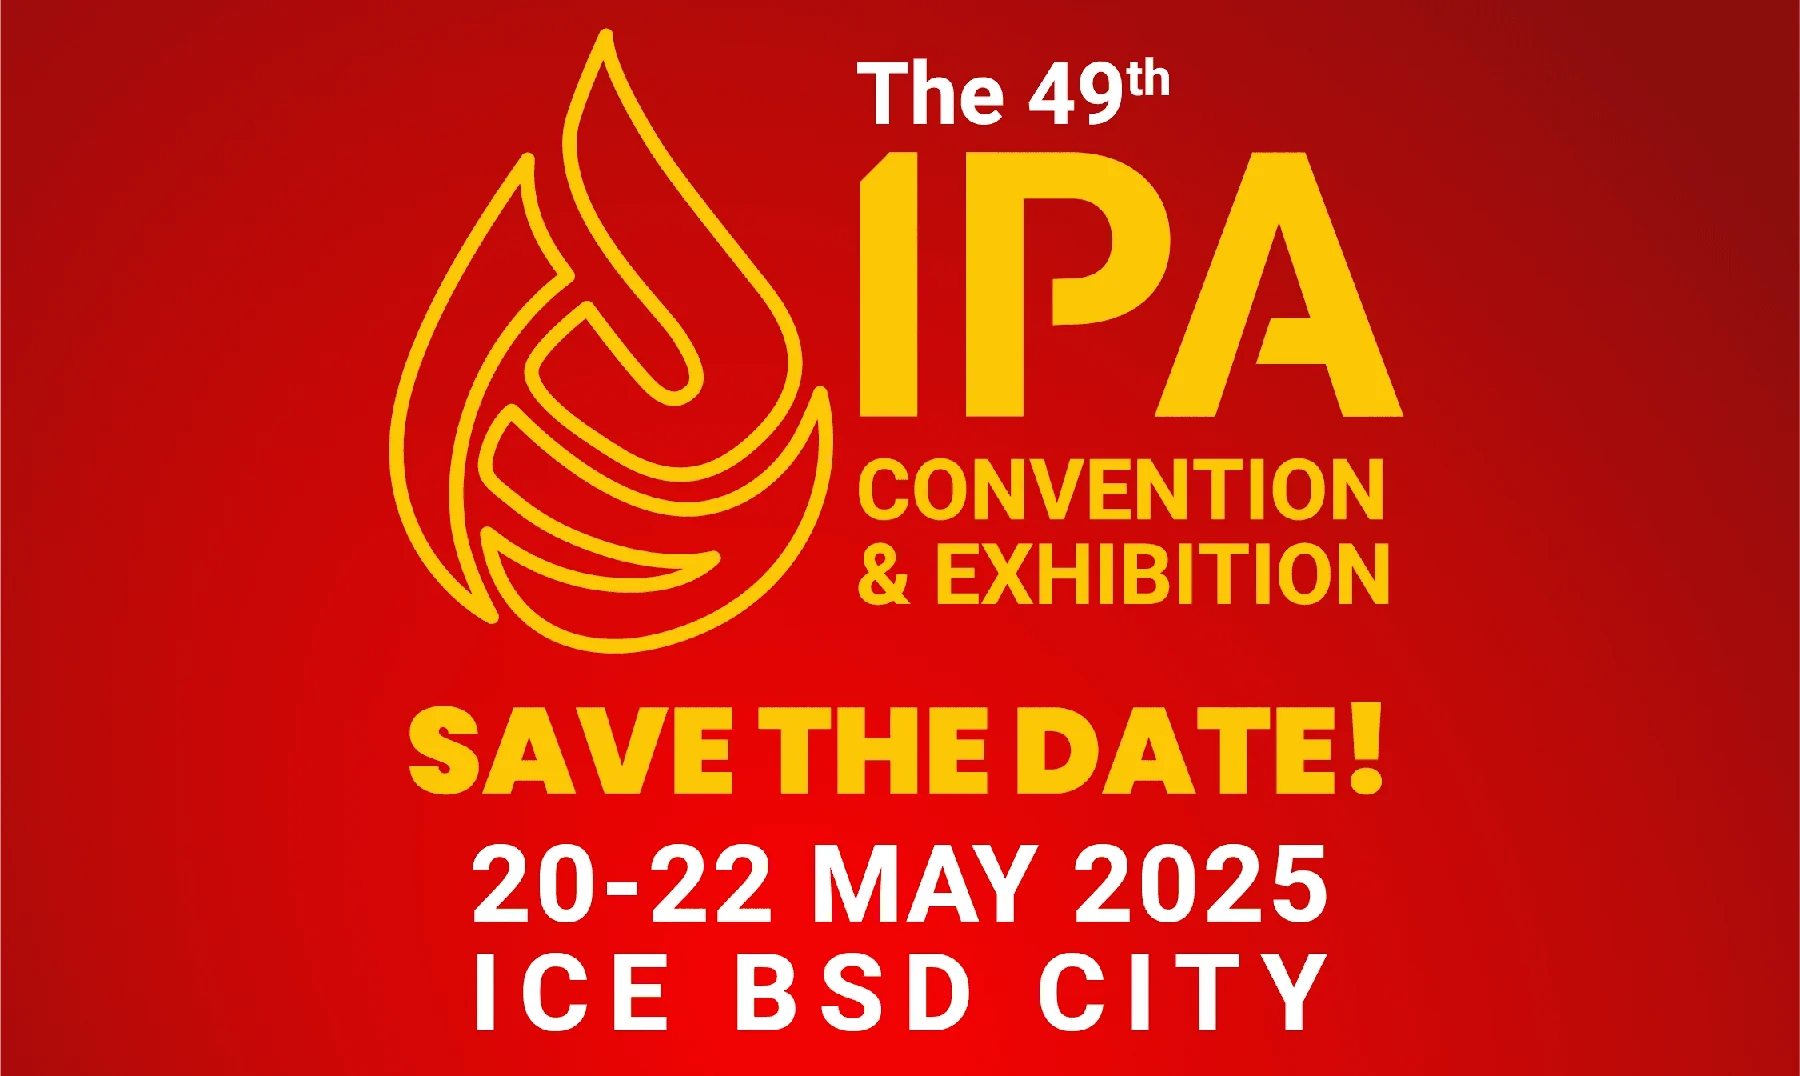 The 49th
IPA
CONVENTION
& EXHIBITION
SAVE THE DATE!
20-22 MAY 2025
ICE BSD CITY